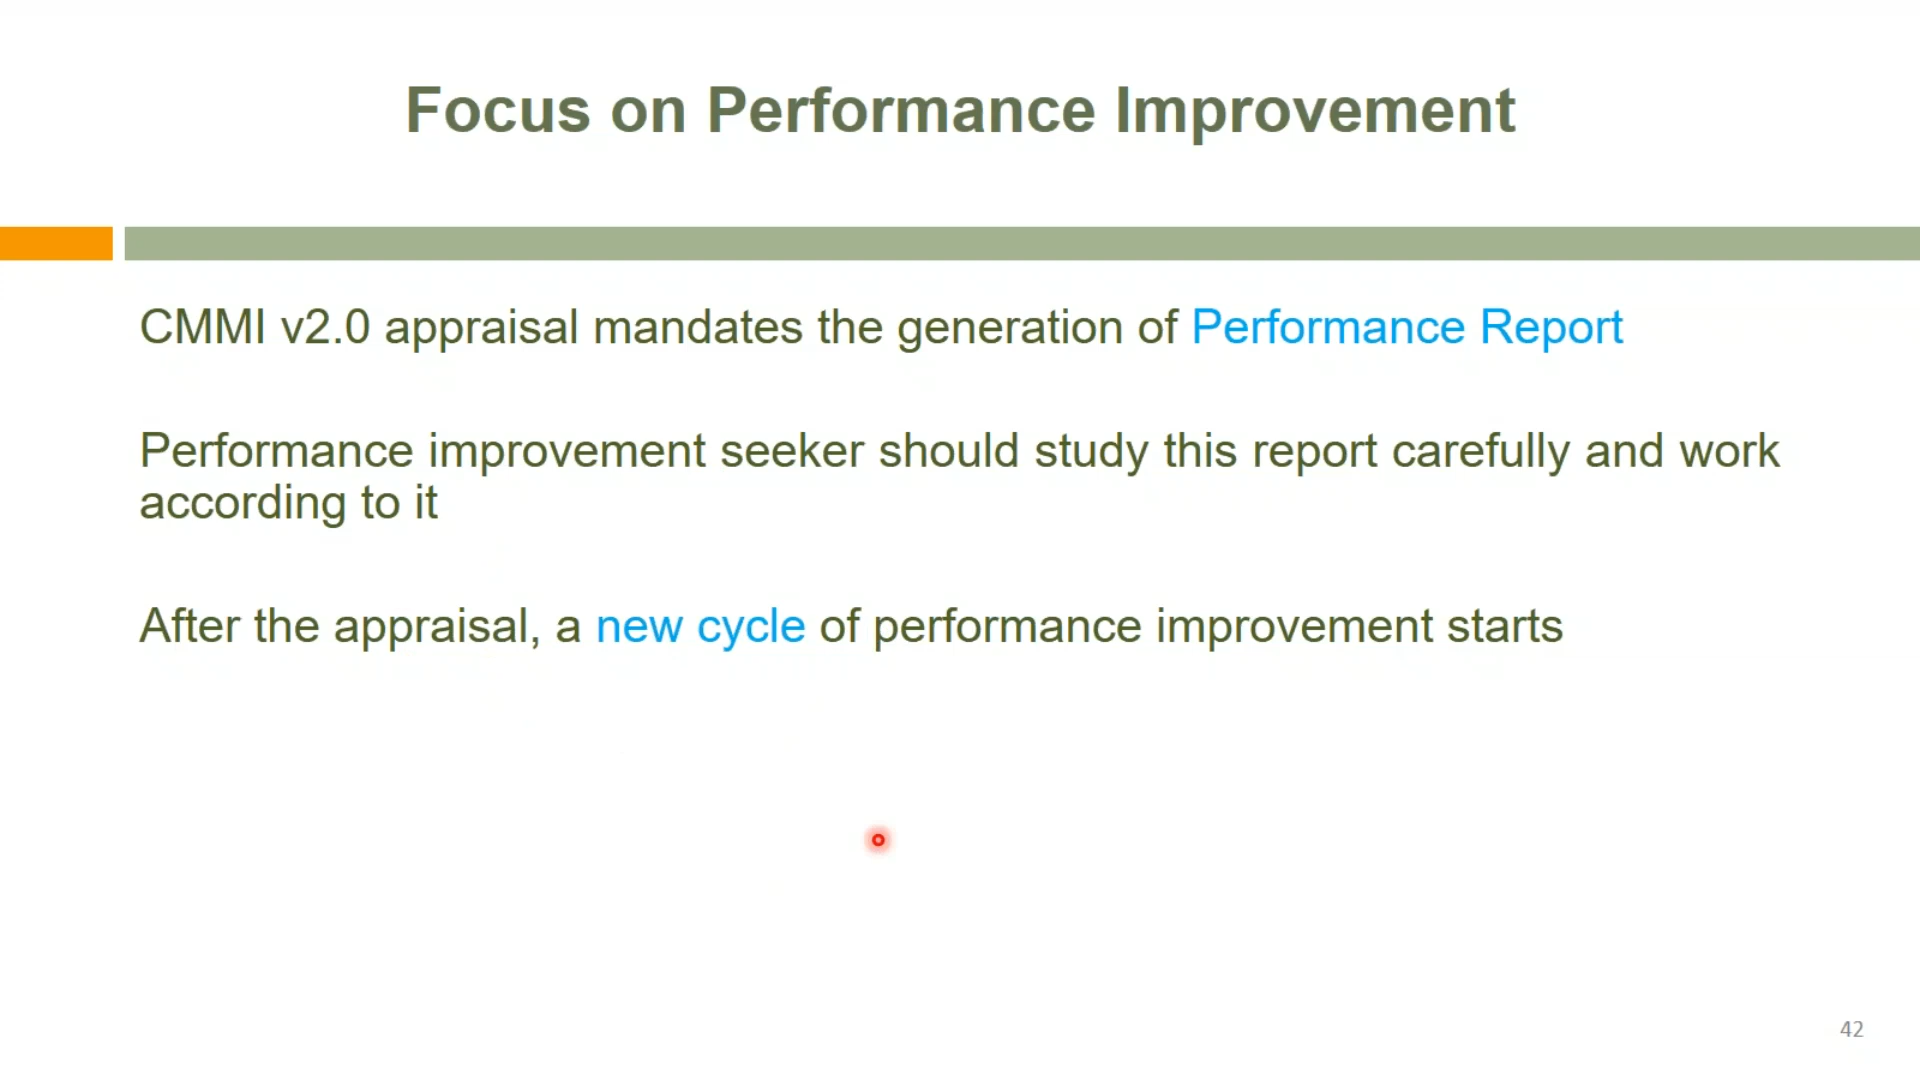 Focus on Performance Improvement
CMMI v2.0 appraisal mandates the generation of Performance Report
Performance improvement seeker should study this report carefully and work
according to it
After the appraisal, a new cycle of performance improvement starts
42